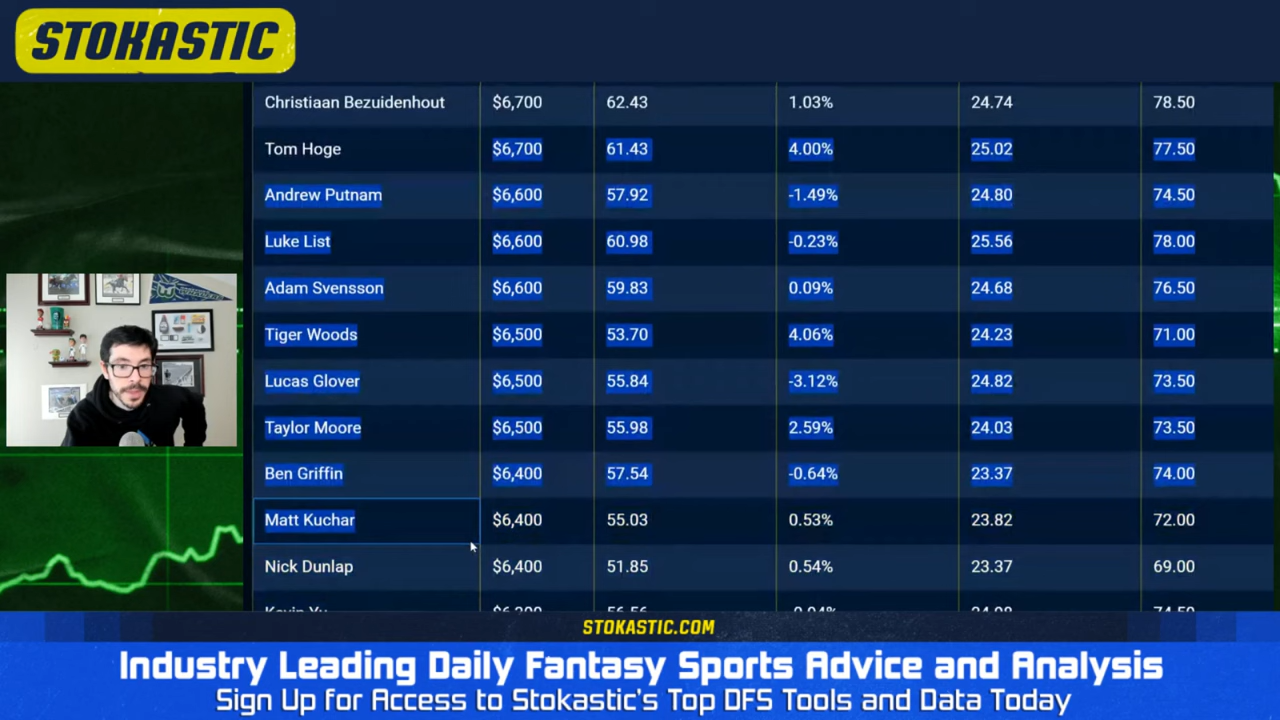 STOKASTIC
Christiaan Bezuidenhout $6,700 62.43 1.03% 24.74 78.50
Tom Hoge $6,700 61.43 4.00% 25.02 77.50
Andrew Putnam $6,600 57.92 -1.49% 24.80 74.50
Luke List $6,600 60.98 -0.23% 25.56 78.00
Adam Svensson $6,600 59.83 0.09% 24.68 76.50
Tiger Woods $6,500 53.70 4.06% 24.23 71.00
Lucas Glover $6,500 55.84 -3.12% 24.82 73.50
Taylor Moore $6,500 55.98 2.59% 24.03 73.50
Ben Griffin $6,400 57.54 -0.64% 23.37 74.00
Matt Kuchar $6,400 55.03 0.53% 23.82 72.00
Nick Dunlap $6,400 51.85 0.54% 23.37 69.00
STOKASTIC.COM
Industry Leading Daily Fantasy Sports Advice and Analysis
Sign Up for Access to Stokastic's Top DFS Tools and Data Today